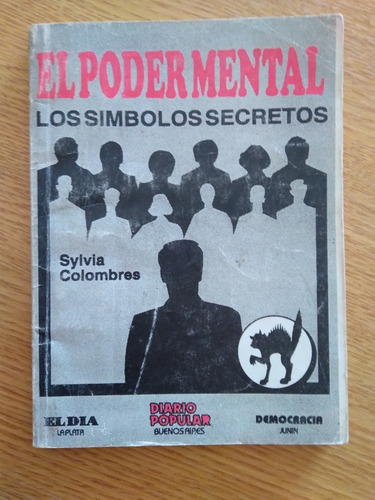 EL PODER MENTAL
LOS SIMBOLOS SECRETOS
Sylvia
Colombres
EL DIA
LA PLATA
DIARIO
POPULAR
BUENOS AIRES
DEMOCRACIA
JUNIN